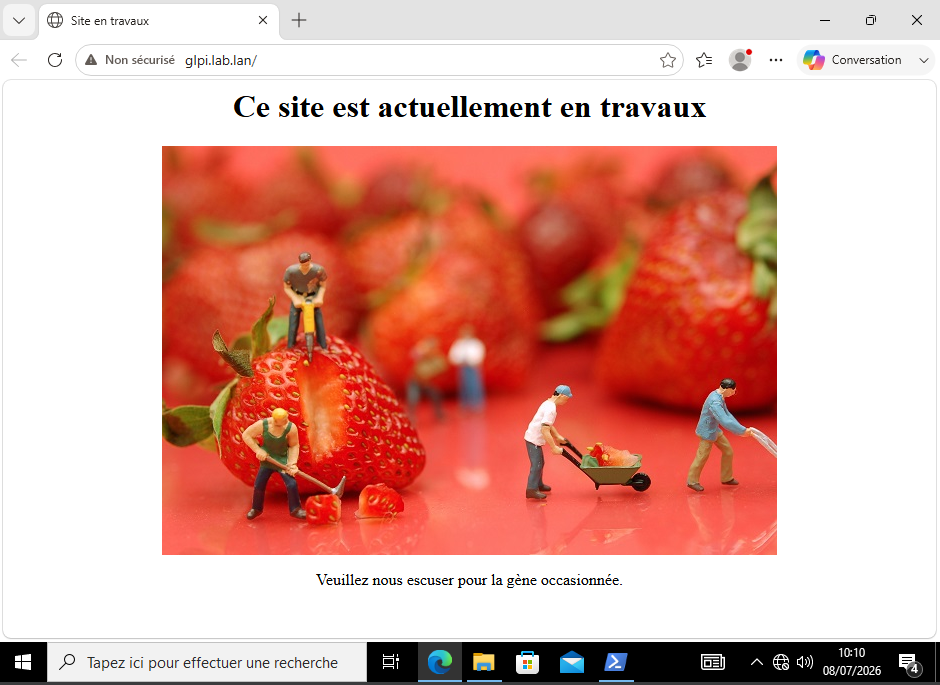 Site en travaux
Non sécurisé glpi.lab.lan/
Conversation
Ce site est actuellement en travaux
Veuillez nous escuser pour la gène occasionnée.
Tapez ici pour effectuer une recherche
10:10
08/07/2026
4